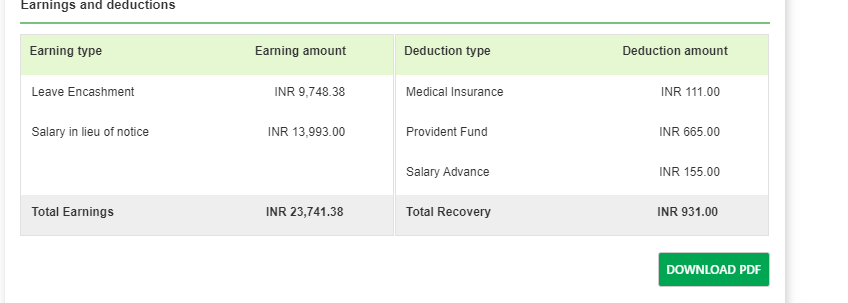 Earnings and deductions
Earning type Earning amount Deduction type Deduction amount
Leave Encashment INR 9,748.38 Medical Insurance INR 111.00
Salary in lieu of notice INR 13,993.00 Provident Fund INR 665.00
Salary Advance INR 155.00
Total Earnings INR 23,741.38 Total Recovery INR 931.00
DOWNLOAD PDF